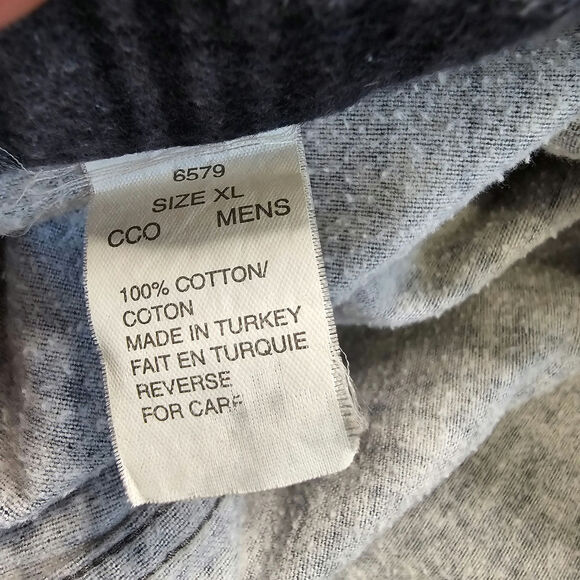 6579
SIZE XL
CCO MENS
100% COTTON/
COTON
MADE IN TURKEY
FAIT EN TURQUIE
REVERSE
FOR CARE